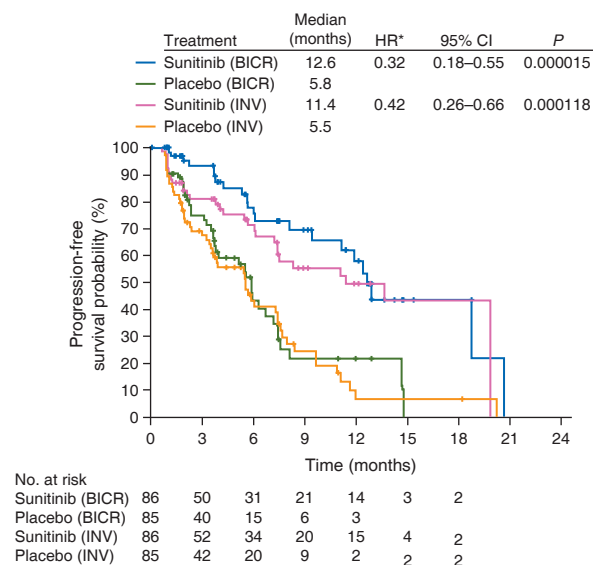 Median
Treatment (months) HR* 95% CI P
Sunitinib (BICR) 12.6 0.32 0.18–0.55 0.000015
Placebo (BICR) 5.8
Sunitinib (INV) 11.4 0.42 0.26–0.66 0.000118
Placebo (INV) 5.5
Progression-free
survival probability (%)
100
90
80
70
60
50
40
30
20
10
0
0 3 6 9 12 15 18 21 24
Time (months)
No. at risk
Sunitinib (BICR) 86 50 31 21 14 3 2
Placebo (BICR) 85 40 15 6 3
Sunitinib (INV) 86 52 34 20 15 4 2
Placebo (INV) 85 42 20 9 2 2 2